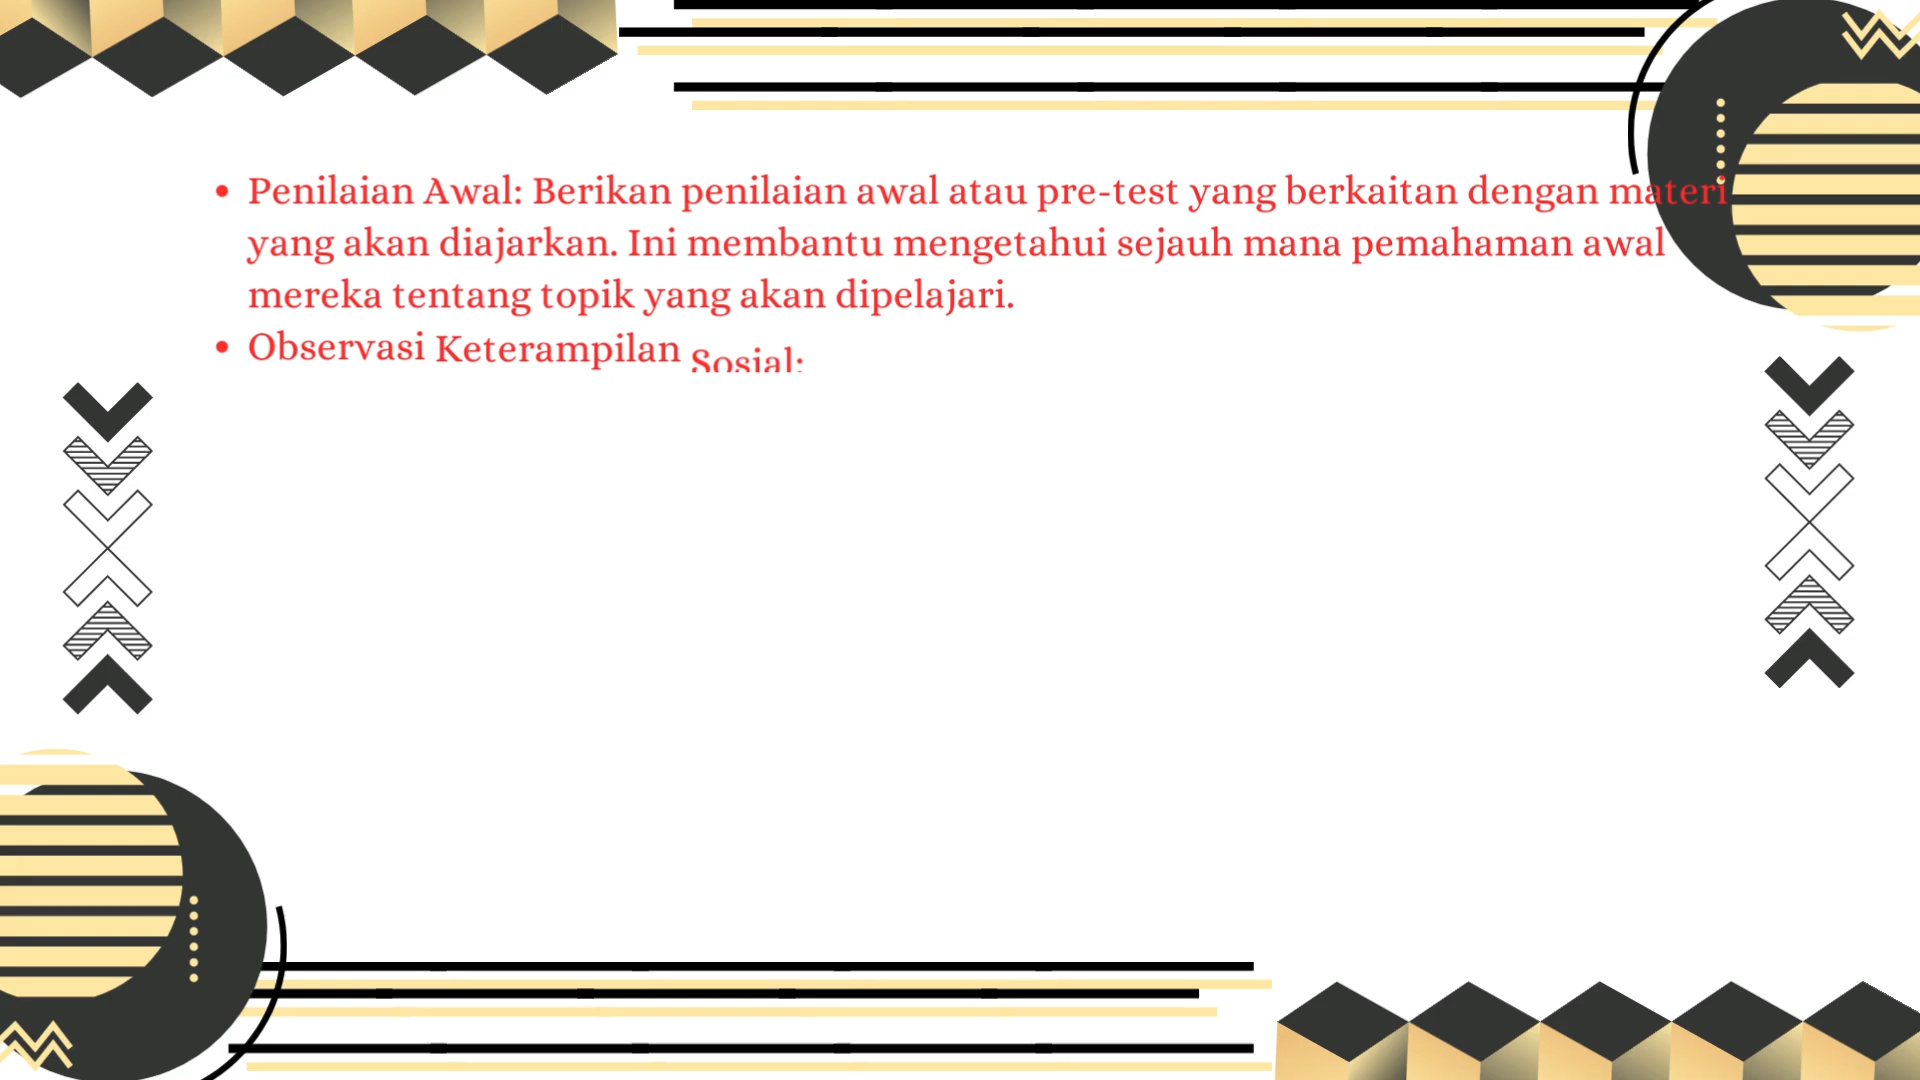 • Penilaian Awal: Berikan penilaian awal atau pre-test yang berkaitan dengan materi
yang akan diajarkan. Ini membantu mengetahui sejauh mana pemahaman awal
mereka tentang topik yang akan dipelajari.
• Observasi Keterampilan Sosial: